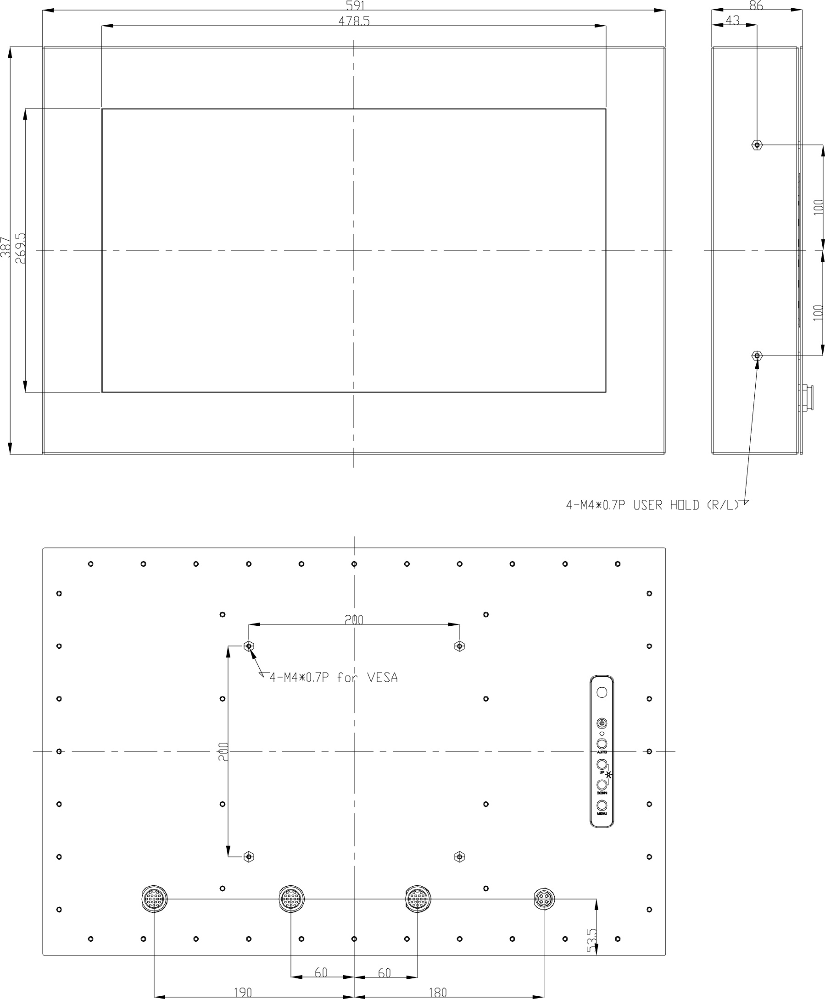 591
478.5
86
43
387
269.5
100
100
4-M4*0.7P USER HOLD (R/L)
200
4-M4*0.7P for VESA
200
AUTO
UP
DOWN
MENU
53.5
60
60
190
180